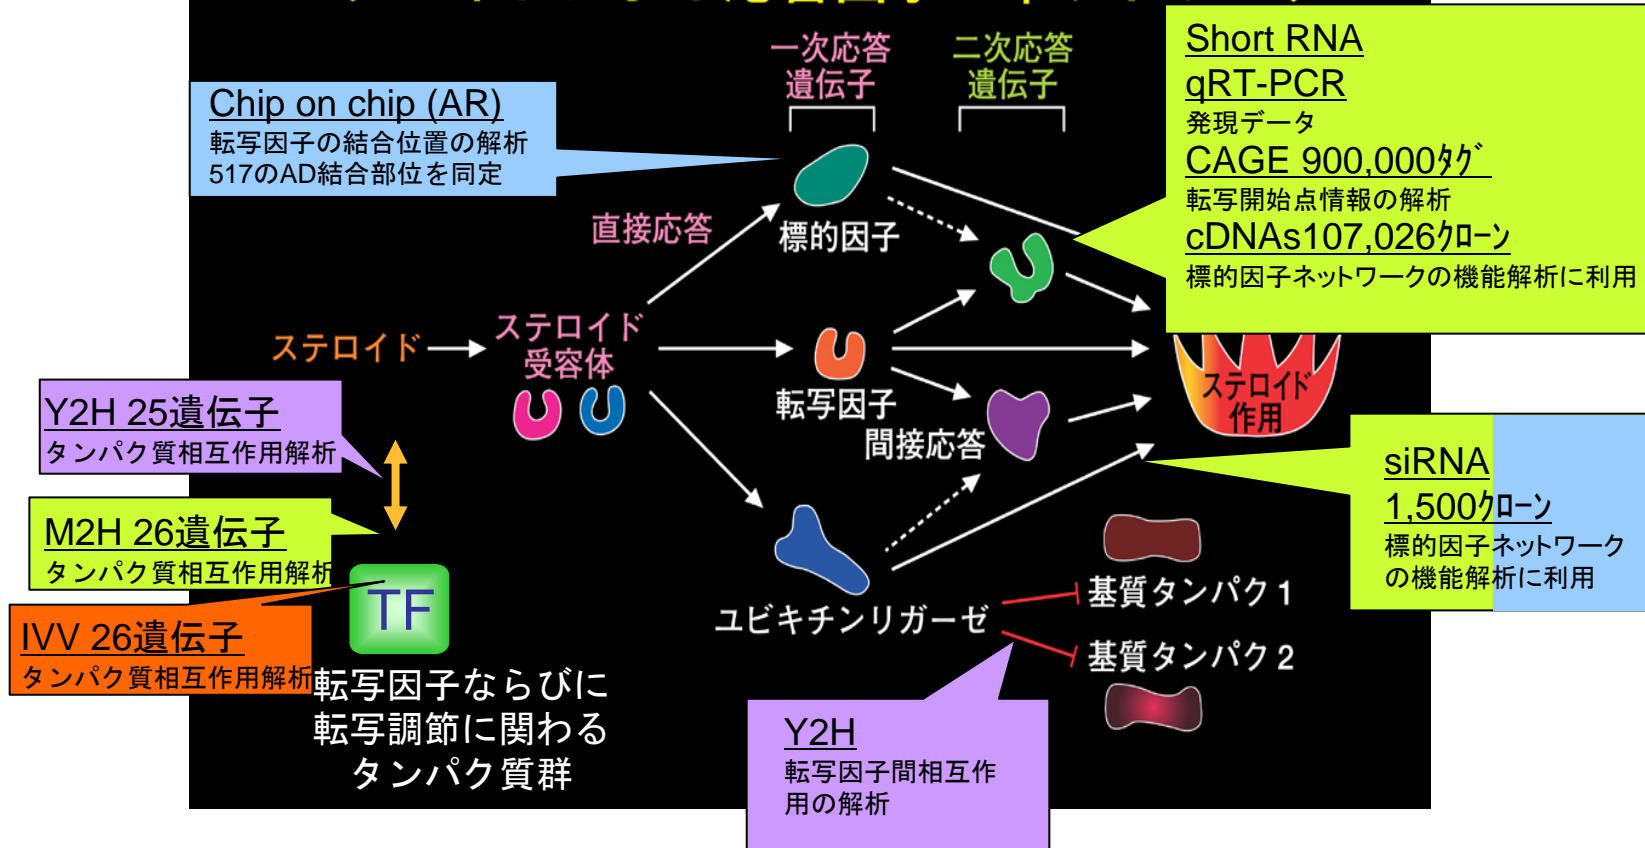 一次応答
遺伝子
二次応答
遺伝子
Chip on chip (AR)
転写因子の結合位置の解析
517のAD結合部位を同定
Short RNA
qRT-PCR
発現データ
CAGE 900,000ﾀｸﾞ
転写開始点情報の解析
cDNAs107,026ｸﾛｰﾝ
標的因子ネットワークの機能解析に利用
直接応答
標的因子
ステロイド
ステロイド
受容体
転写因子
間接応答
ステロイド
作用
Y2H 25遺伝子
タンパク質相互作用解析
M2H 26遺伝子
タンパク質相互作用解析
IVV 26遺伝子
タンパク質相互作用解析
TF
転写因子ならびに
転写調節に関わる
タンパク質群
siRNA
1,500ｸﾛｰﾝ
標的因子ネットワーク
の機能解析に利用
ユビキチンリガーゼ
基質タンパク 1
基質タンパク 2
Y2H
転写因子間相互作
用の解析